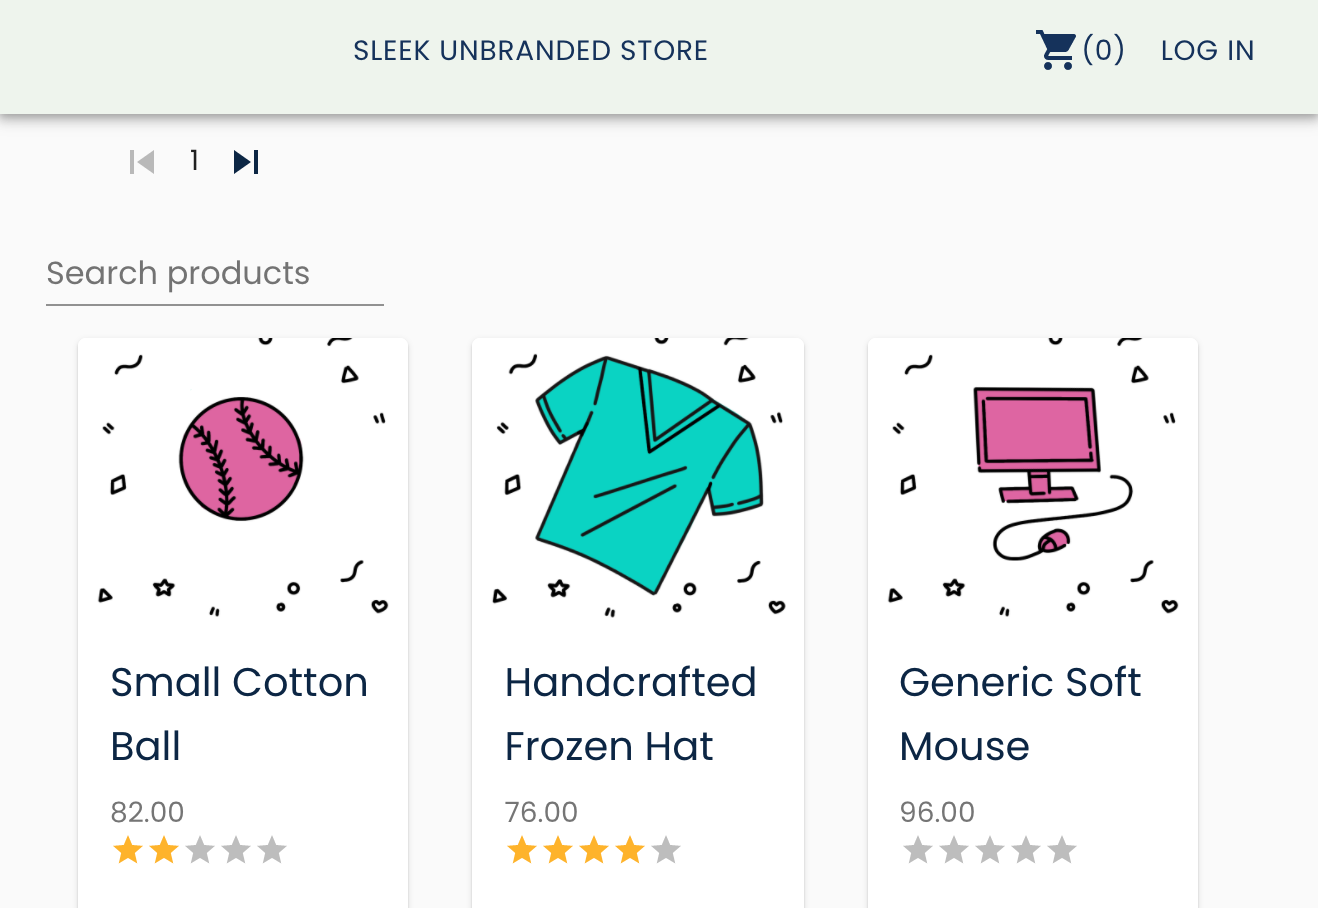 SLEEK UNBRANDED STORE
(0)
LOG IN
1
Search products
Small Cotton
Ball
82.00
Handcrafted
Frozen Hat
76.00
Generic Soft
Mouse
96.00